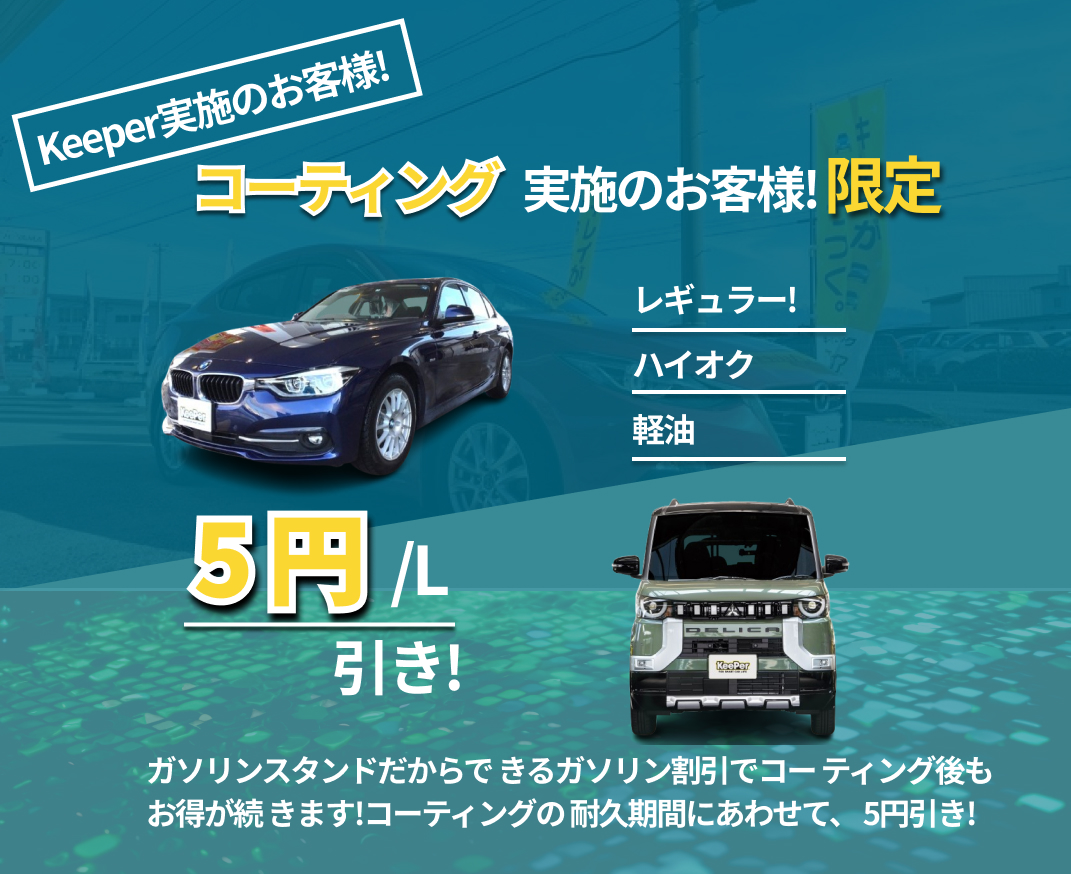 Keeper実施のお客様!
コーティング 実施のお客様! 限定
レギュラー!
ハイオク
軽油
5円 /L
引き!
DELICA
KeePer
KeePer
ガソリンスタンドだからで きるガソリン割引でコー ティング後も
お得が続 きます!コーティングの 耐久期間にあわせて、 5円引き!